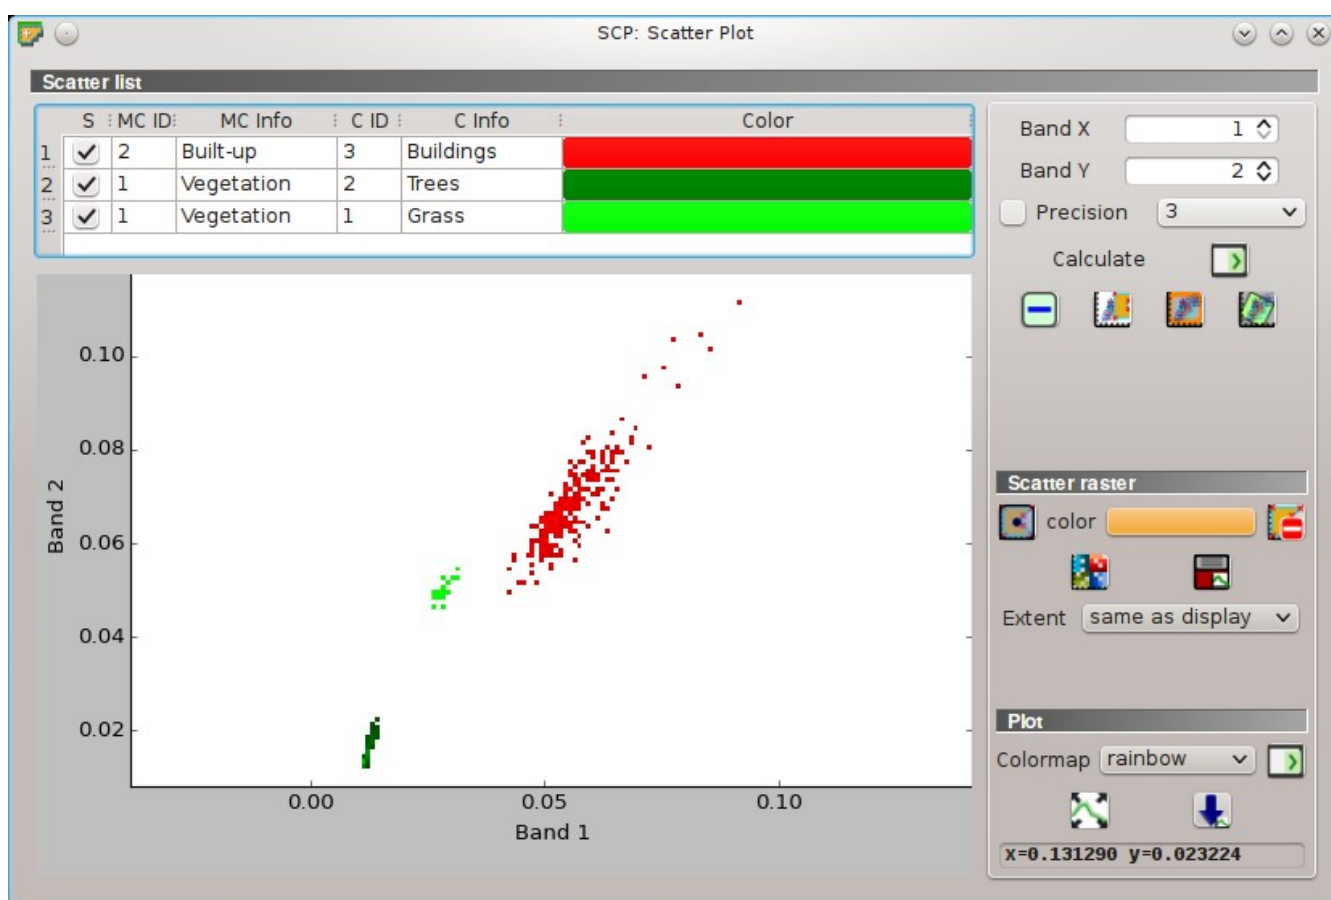 SCP: Scatter Plot
Scatter list
S MC ID MC Info C ID C Info Color
1 2 Built-up 3 Buildings
2 1 Vegetation 2 Trees
3 1 Vegetation 1 Grass
Band X 1
Band Y 2
Precision 3
Calculate
0.10
0.08
0.06
0.04
0.02
Band 2
0.00 0.05 0.10
Band 1
Scatter raster
color
Extent same as display
Plot
Colormap rainbow
x=0.131290 y=0.023224